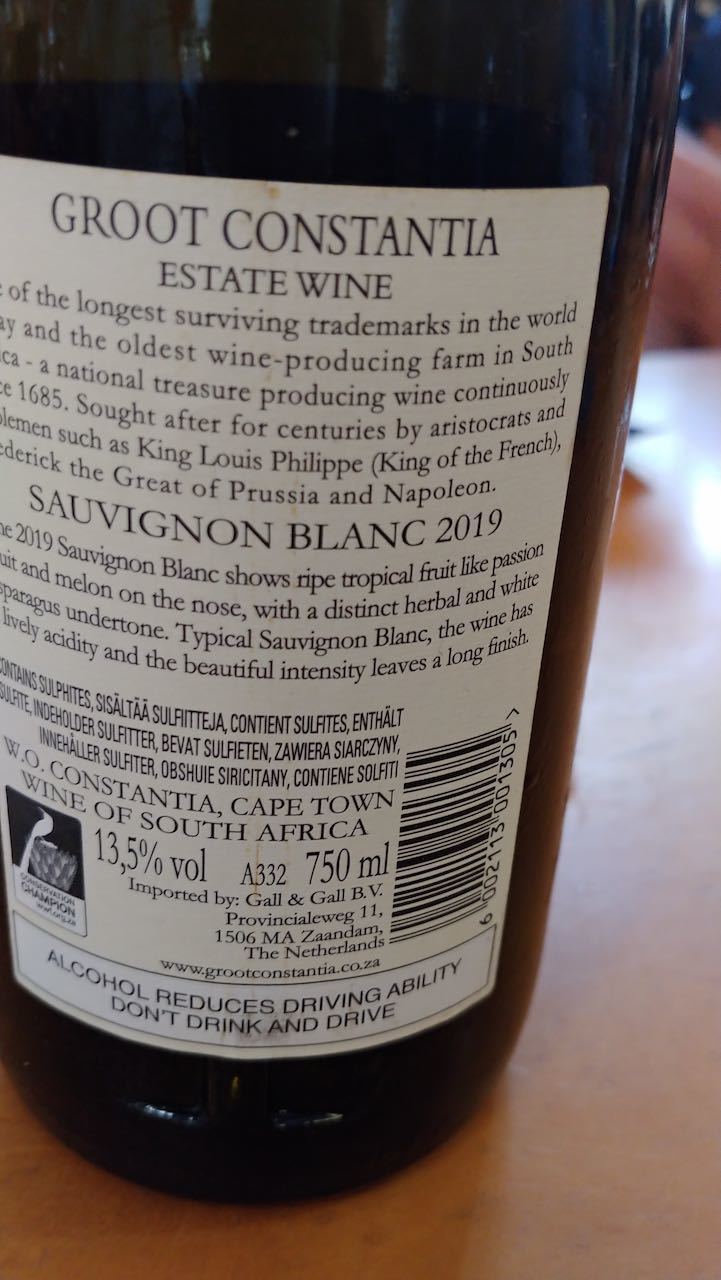 GROOT CONSTANTIA
ESTATE WINE
of the longest surviving trademarks in the world
and the oldest wine-producing farm in South
- a national treasure producing wine continuously
1685. Sought after for centuries by aristocrats and
such as King Louis Philippe (King of the French),
the Great of Prussia and Napoleon.
SAUVIGNON BLANC 2019
2019 Sauvignon Blanc shows ripe tropical fruit like passion
and melon on the nose, with a distinct herbal and white
undertone. Typical Sauvignon Blanc, the wine has
lively acidity and the beautiful intensity leaves a long finish.
CONTAINS SULPHITES, SISÄLTÄÄ SULFIITTEJA, CONTIENT SULFITES, ENTHÄLT
SULFITE, INDEHOLDER SULFITTER, BEVAT SULFIETEN, ZAWIERA SIARCZYNY,
INNEHÅLLER SULFITER, OBSHUIE SIRICITANY, CONTIENE SOLFITI
W.O. CONSTANTIA, CAPE TOWN
WINE OF SOUTH AFRICA
13,5% vol A332 750 ml
Imported by: Gall & Gall B.V.
Provincialeweg 11,
1506 MA Zaandam,
The Netherlands
www.grootconstantia.co.za
CONSERVATION
CHAMPION
6 002113 001305 >
ALCOHOL REDUCES DRIVING ABILITY
DON'T DRINK AND DRIVE